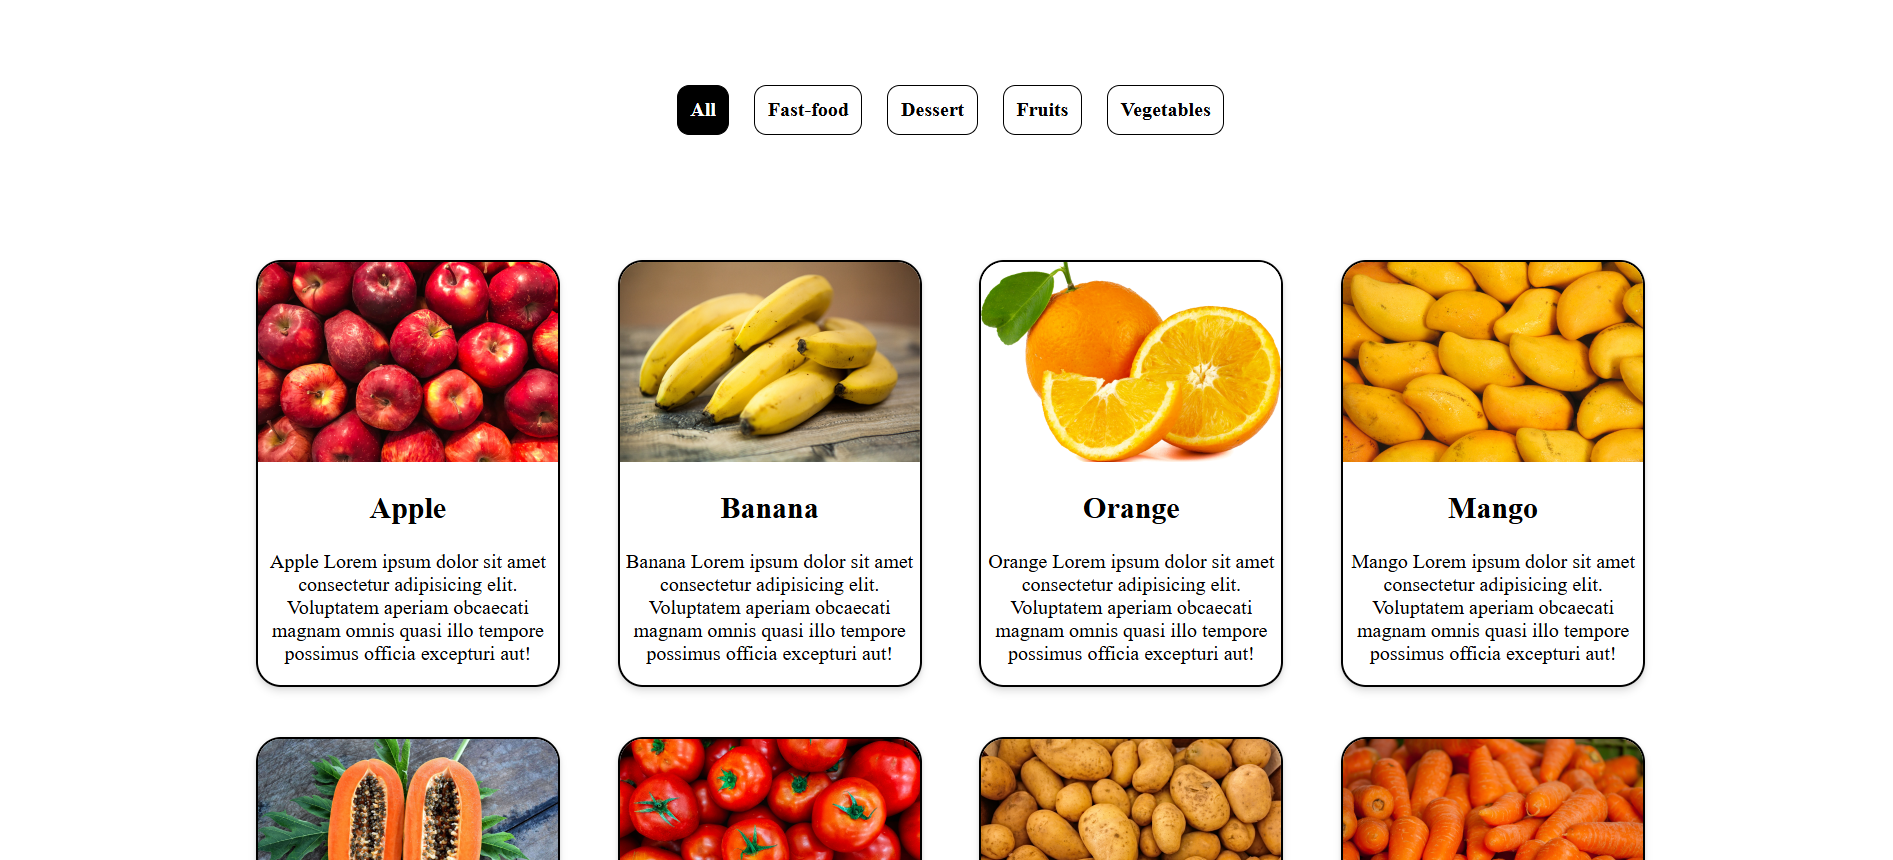 All Fast-food Dessert Fruits Vegetables
Apple
Apple Lorem ipsum dolor sit amet
consectetur adipisicing elit.
Voluptatem aperiam obcaecati
magnam omnis quasi illo tempore
possimus officia excepturi aut!
Banana
Banana Lorem ipsum dolor sit amet
consectetur adipisicing elit.
Voluptatem aperiam obcaecati
magnam omnis quasi illo tempore
possimus officia excepturi aut!
Orange
Orange Lorem ipsum dolor sit amet
consectetur adipisicing elit.
Voluptatem aperiam obcaecati
magnam omnis quasi illo tempore
possimus officia excepturi aut!
Mango
Mango Lorem ipsum dolor sit amet
consectetur adipisicing elit.
Voluptatem aperiam obcaecati
magnam omnis quasi illo tempore
possimus officia excepturi aut!